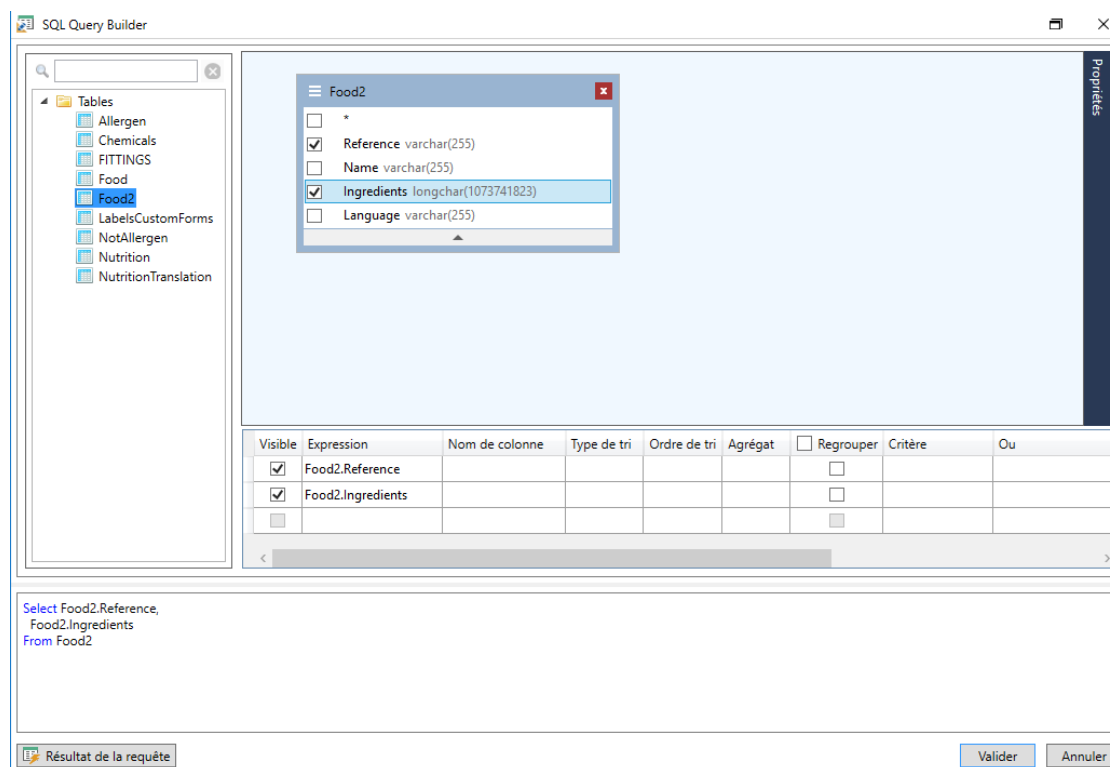 SQL Query Builder
Tables
Allergen
Chemicals
FITTINGS
Food
Food2
LabelsCustomForms
NotAllergen
Nutrition
NutritionTranslation
Food2
*
Reference varchar(255)
Name varchar(255)
Ingredients longchar(1073741823)
Language varchar(255)
Propriétés
Visible Expression Nom de colonne Type de tri Ordre de tri Agrégat Regrouper Critère Ou
Food2.Reference
Food2.Ingredients
Select Food2.Reference,
Food2.Ingredients
From Food2
Résultat de la requête Valider Annuler